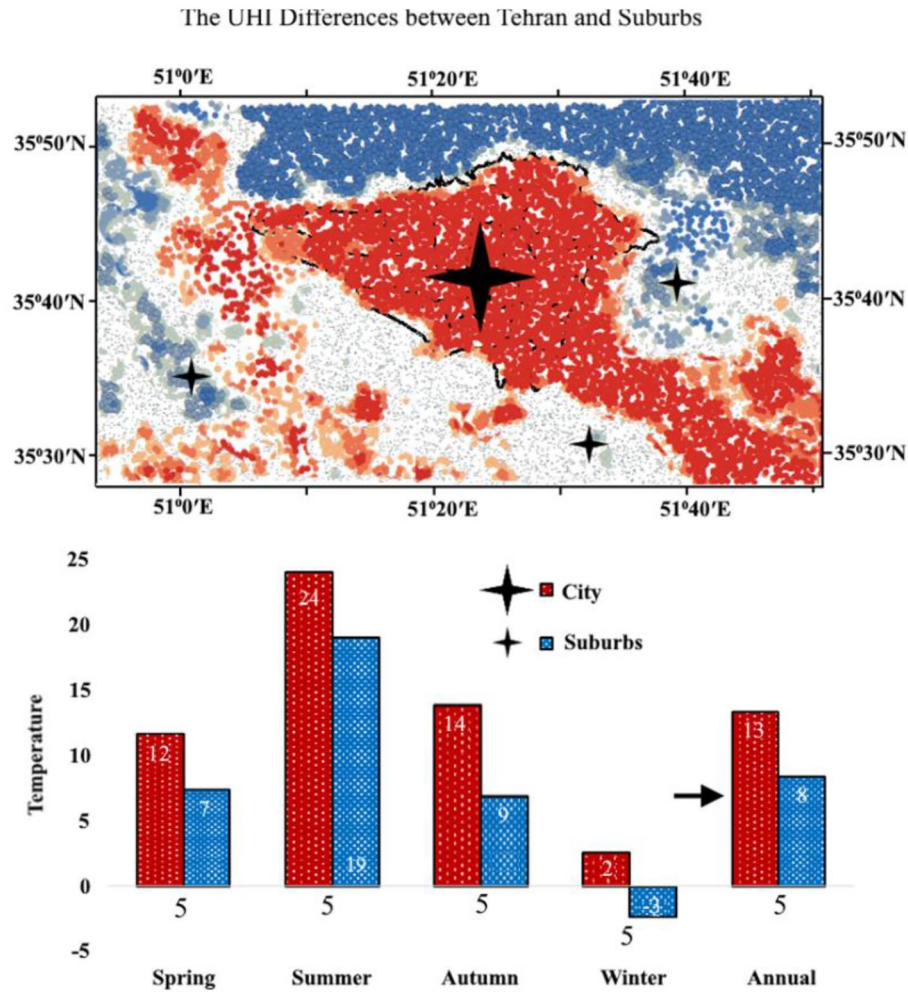 The UHI Differences between Tehran and Suburbs
51°0′E 51°20′E 51°40′E
35°50′N 35°50′N
35°40′N 35°40′N
35°30′N 35°30′N
51°0′E 51°20′E 51°40′E
25
20
15
10
5
0
-5
Temperature
City
Suburbs
12 7
24 19
14 9
2 -3
13 8
5 5 5 5 5
Spring Summer Autumn Winter Annual